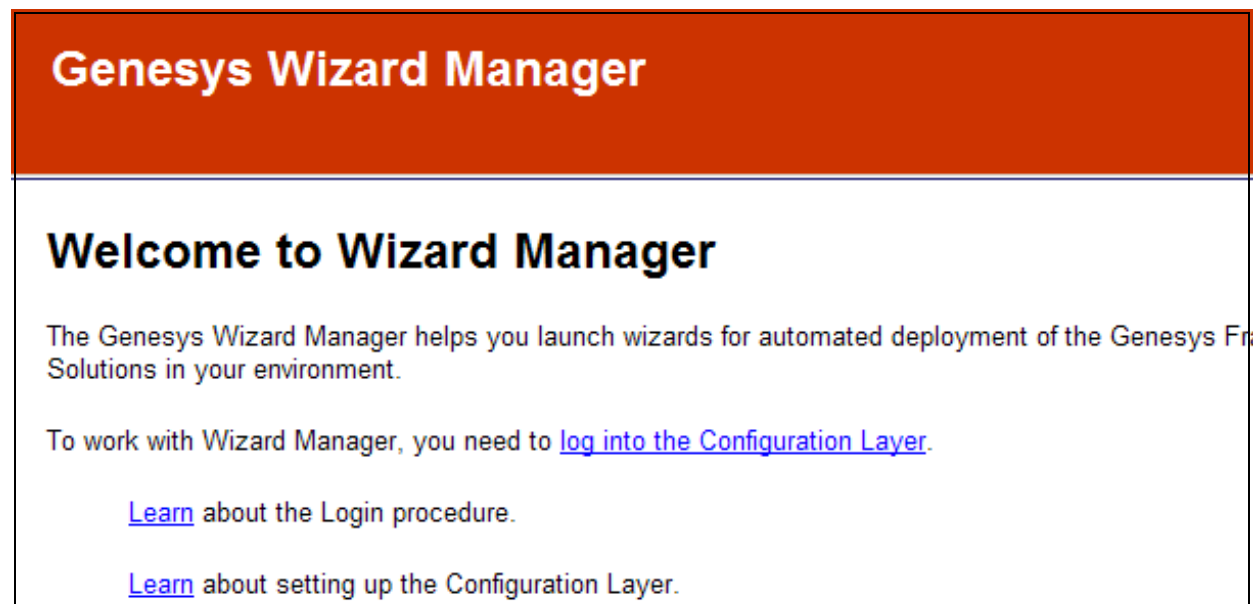 Genesys Wizard Manager
Welcome to Wizard Manager
The Genesys Wizard Manager helps you launch wizards for automated deployment of the Genesys
Solutions in your environment.
To work with Wizard Manager, you need to log into the Configuration Layer.
Learn about the Login procedure.
Learn about setting up the Configuration Layer.